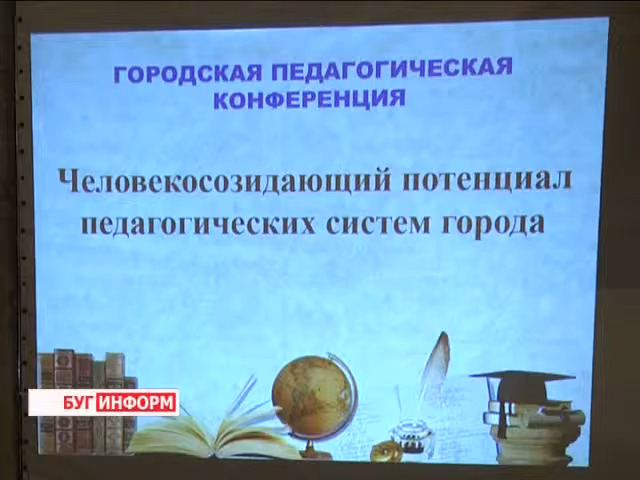 ГОРОДСКАЯ ПЕДАГОГИЧЕСКАЯ
КОНФЕРЕНЦИЯ
Человекосозидающий потенциал
педагогических систем города
БУГ ИНФОРМ